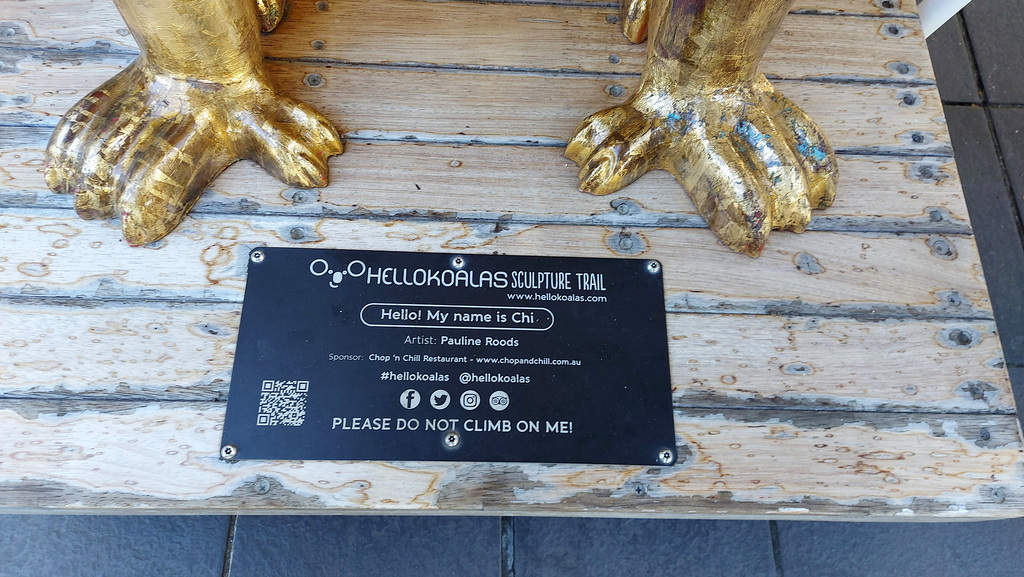 HELLOKOALAS SCULPTURE TRAIL
www.hellokoalas.com
Hello! My name is Chi
Artist: Pauline Roods
Sponsor: Chop 'n Chill Restaurant - www.chopandchill.com.au
#hellokoalas @hellokoalas
PLEASE DO NOT CLIMB ON ME!